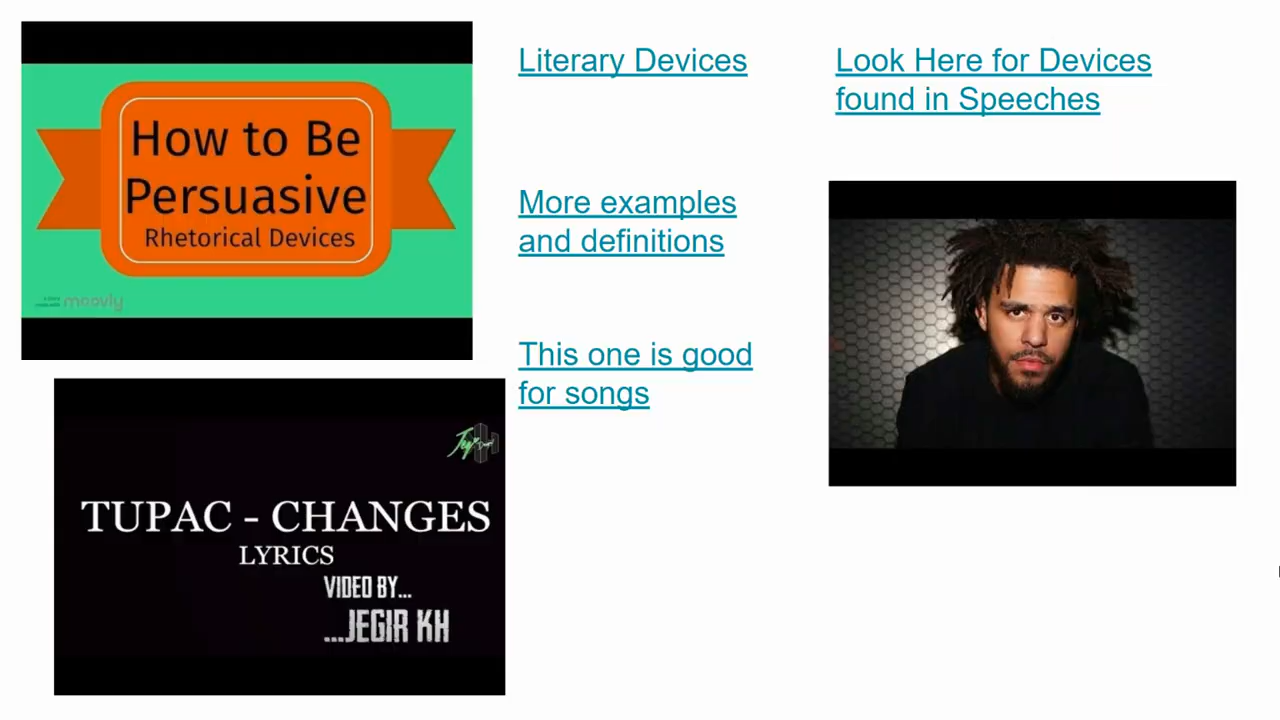 How to Be
Persuasive
Rhetorical Devices
moovly
Literary Devices
More examples
and definitions
This one is good
for songs
Look Here for Devices
found in Speeches
TUPAC - CHANGES
LYRICS
VIDEO BY...
...JEGIR KH